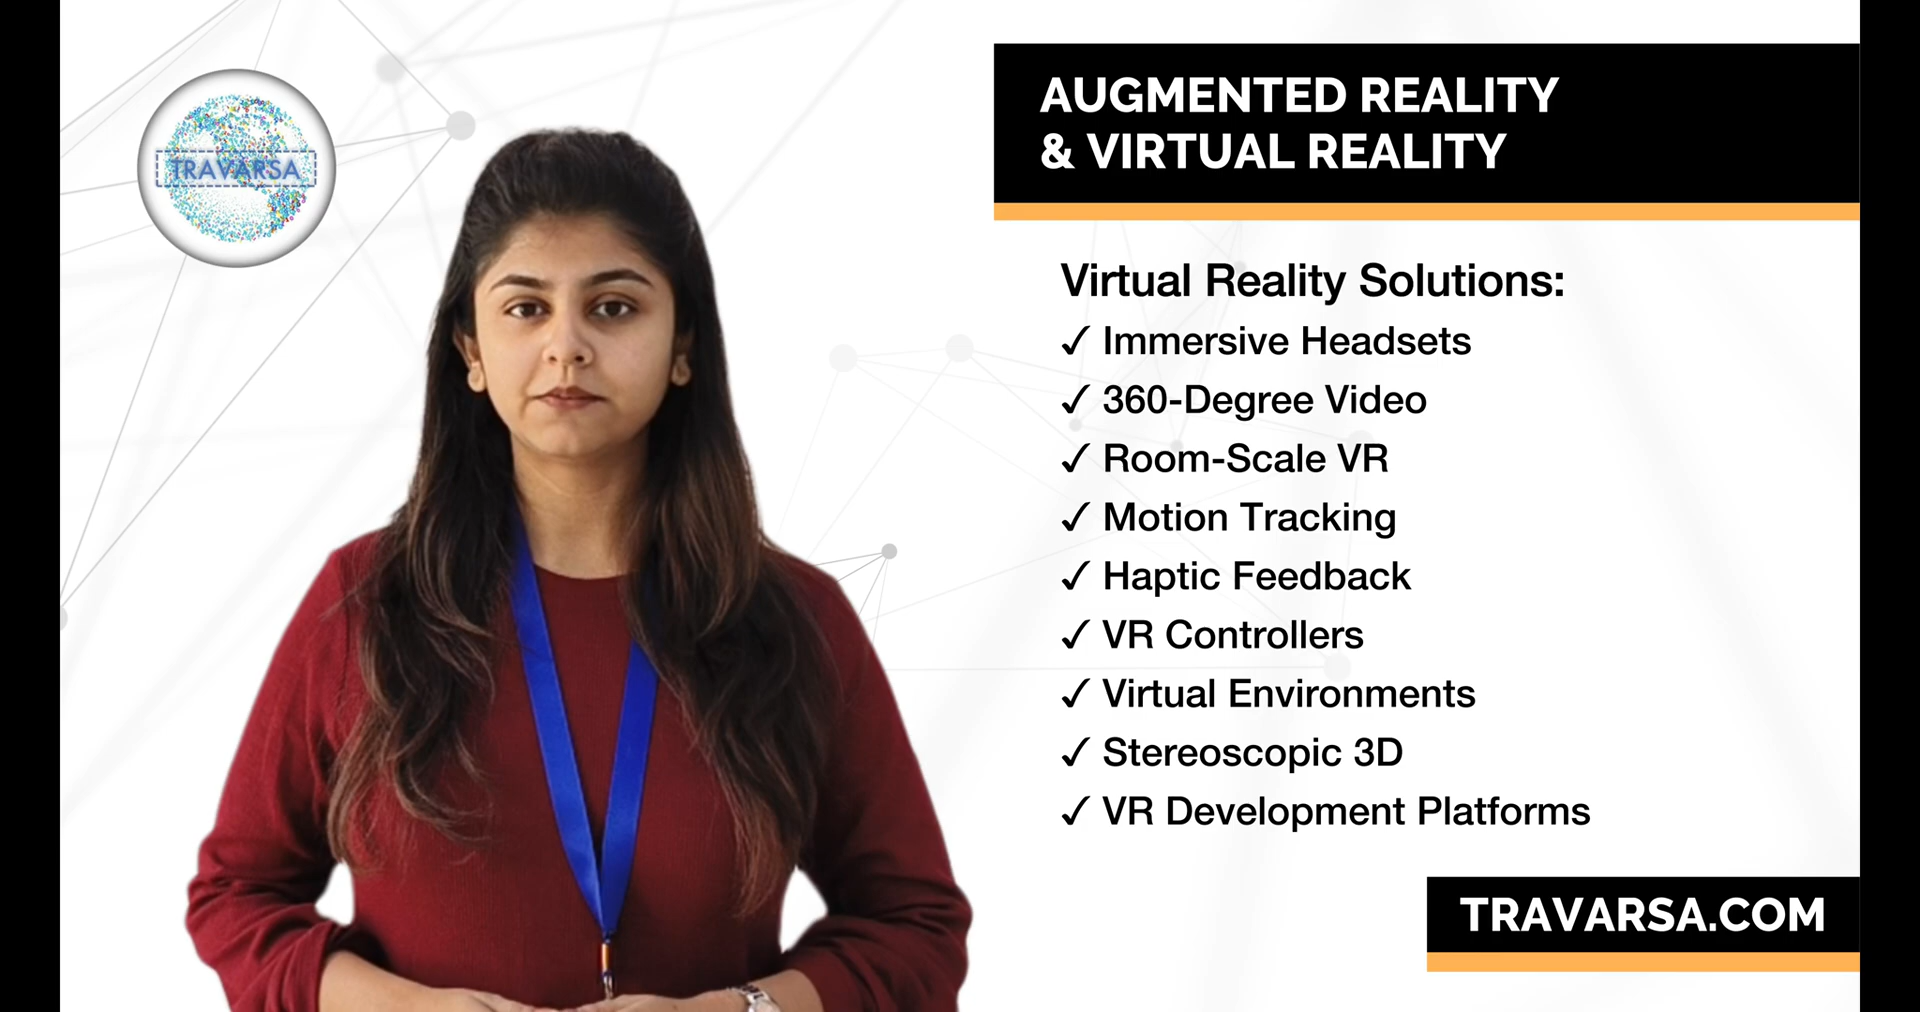 TRAVARSA
AUGMENTED REALITY
& VIRTUAL REALITY
Virtual Reality Solutions:
✓ Immersive Headsets
✓ 360-Degree Video
✓ Room-Scale VR
✓ Motion Tracking
✓ Haptic Feedback
✓ VR Controllers
✓ Virtual Environments
✓ Stereoscopic 3D
✓ VR Development Platforms
TRAVARSA.COM